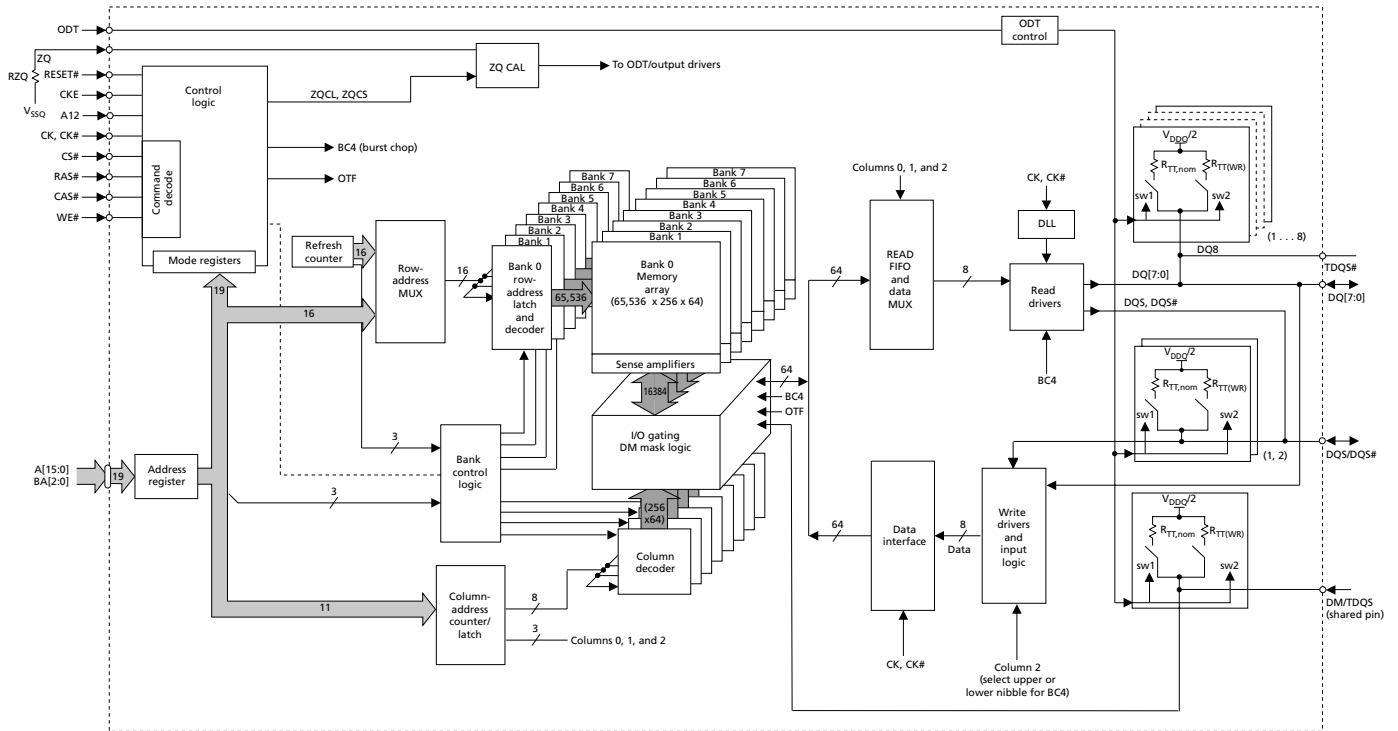 ODT
ODT
control
ZQ
RZQ
RESET#
ZQ CAL
To ODT/output drivers
CKE
VSSQ
A12
Control
logic
ZQCL, ZQCS
CK, CK#
BC4 (burst chop)
CS#
OTF
RAS#
CAS#
WE#
Command
decode
Mode registers
Columns 0, 1, and 2
CK, CK#
DLL
VDDQ/2
RTT,nom
RTT(WR)
sw1
sw2
(1 . . . 8)
Bank 7
Bank 6
Bank 5
Bank 4
Bank 3
Bank 2
Bank 1
Bank 7
Bank 6
Bank 5
Bank 4
Bank 3
Bank 2
Bank 1
Refresh
counter
16
Row-
address
MUX
16
Bank 0
row-
address
latch
and
decoder
65,536
Bank 0
Memory
array
(65,536 x 256 x 64)
Sense amplifiers
64
READ
FIFO
and
data
MUX
8
Read
drivers
DQ8
TDQS#
DQ[7:0]
DQ[7:0]
DQS, DQS#
BC4
19
16
16384
64
BC4
OTF
I/O gating
DM mask logic
VDDQ/2
RTT,nom
RTT(WR)
sw1
sw2
(1, 2)
DQS/DQS#
A[15:0]
BA[2:0]
19
Address
register
3
3
Bank
control
logic
(256
x64)
Column
decoder
64
Data
interface
8
Data
Write
drivers
and
input
logic
VDDQ/2
RTT,nom
RTT(WR)
sw1
sw2
DM/TDQS
(shared pin)
11
Column-
address
counter/
latch
8
3
Columns 0, 1, and 2
CK, CK#
Column 2
(select upper or
lower nibble for BC4)